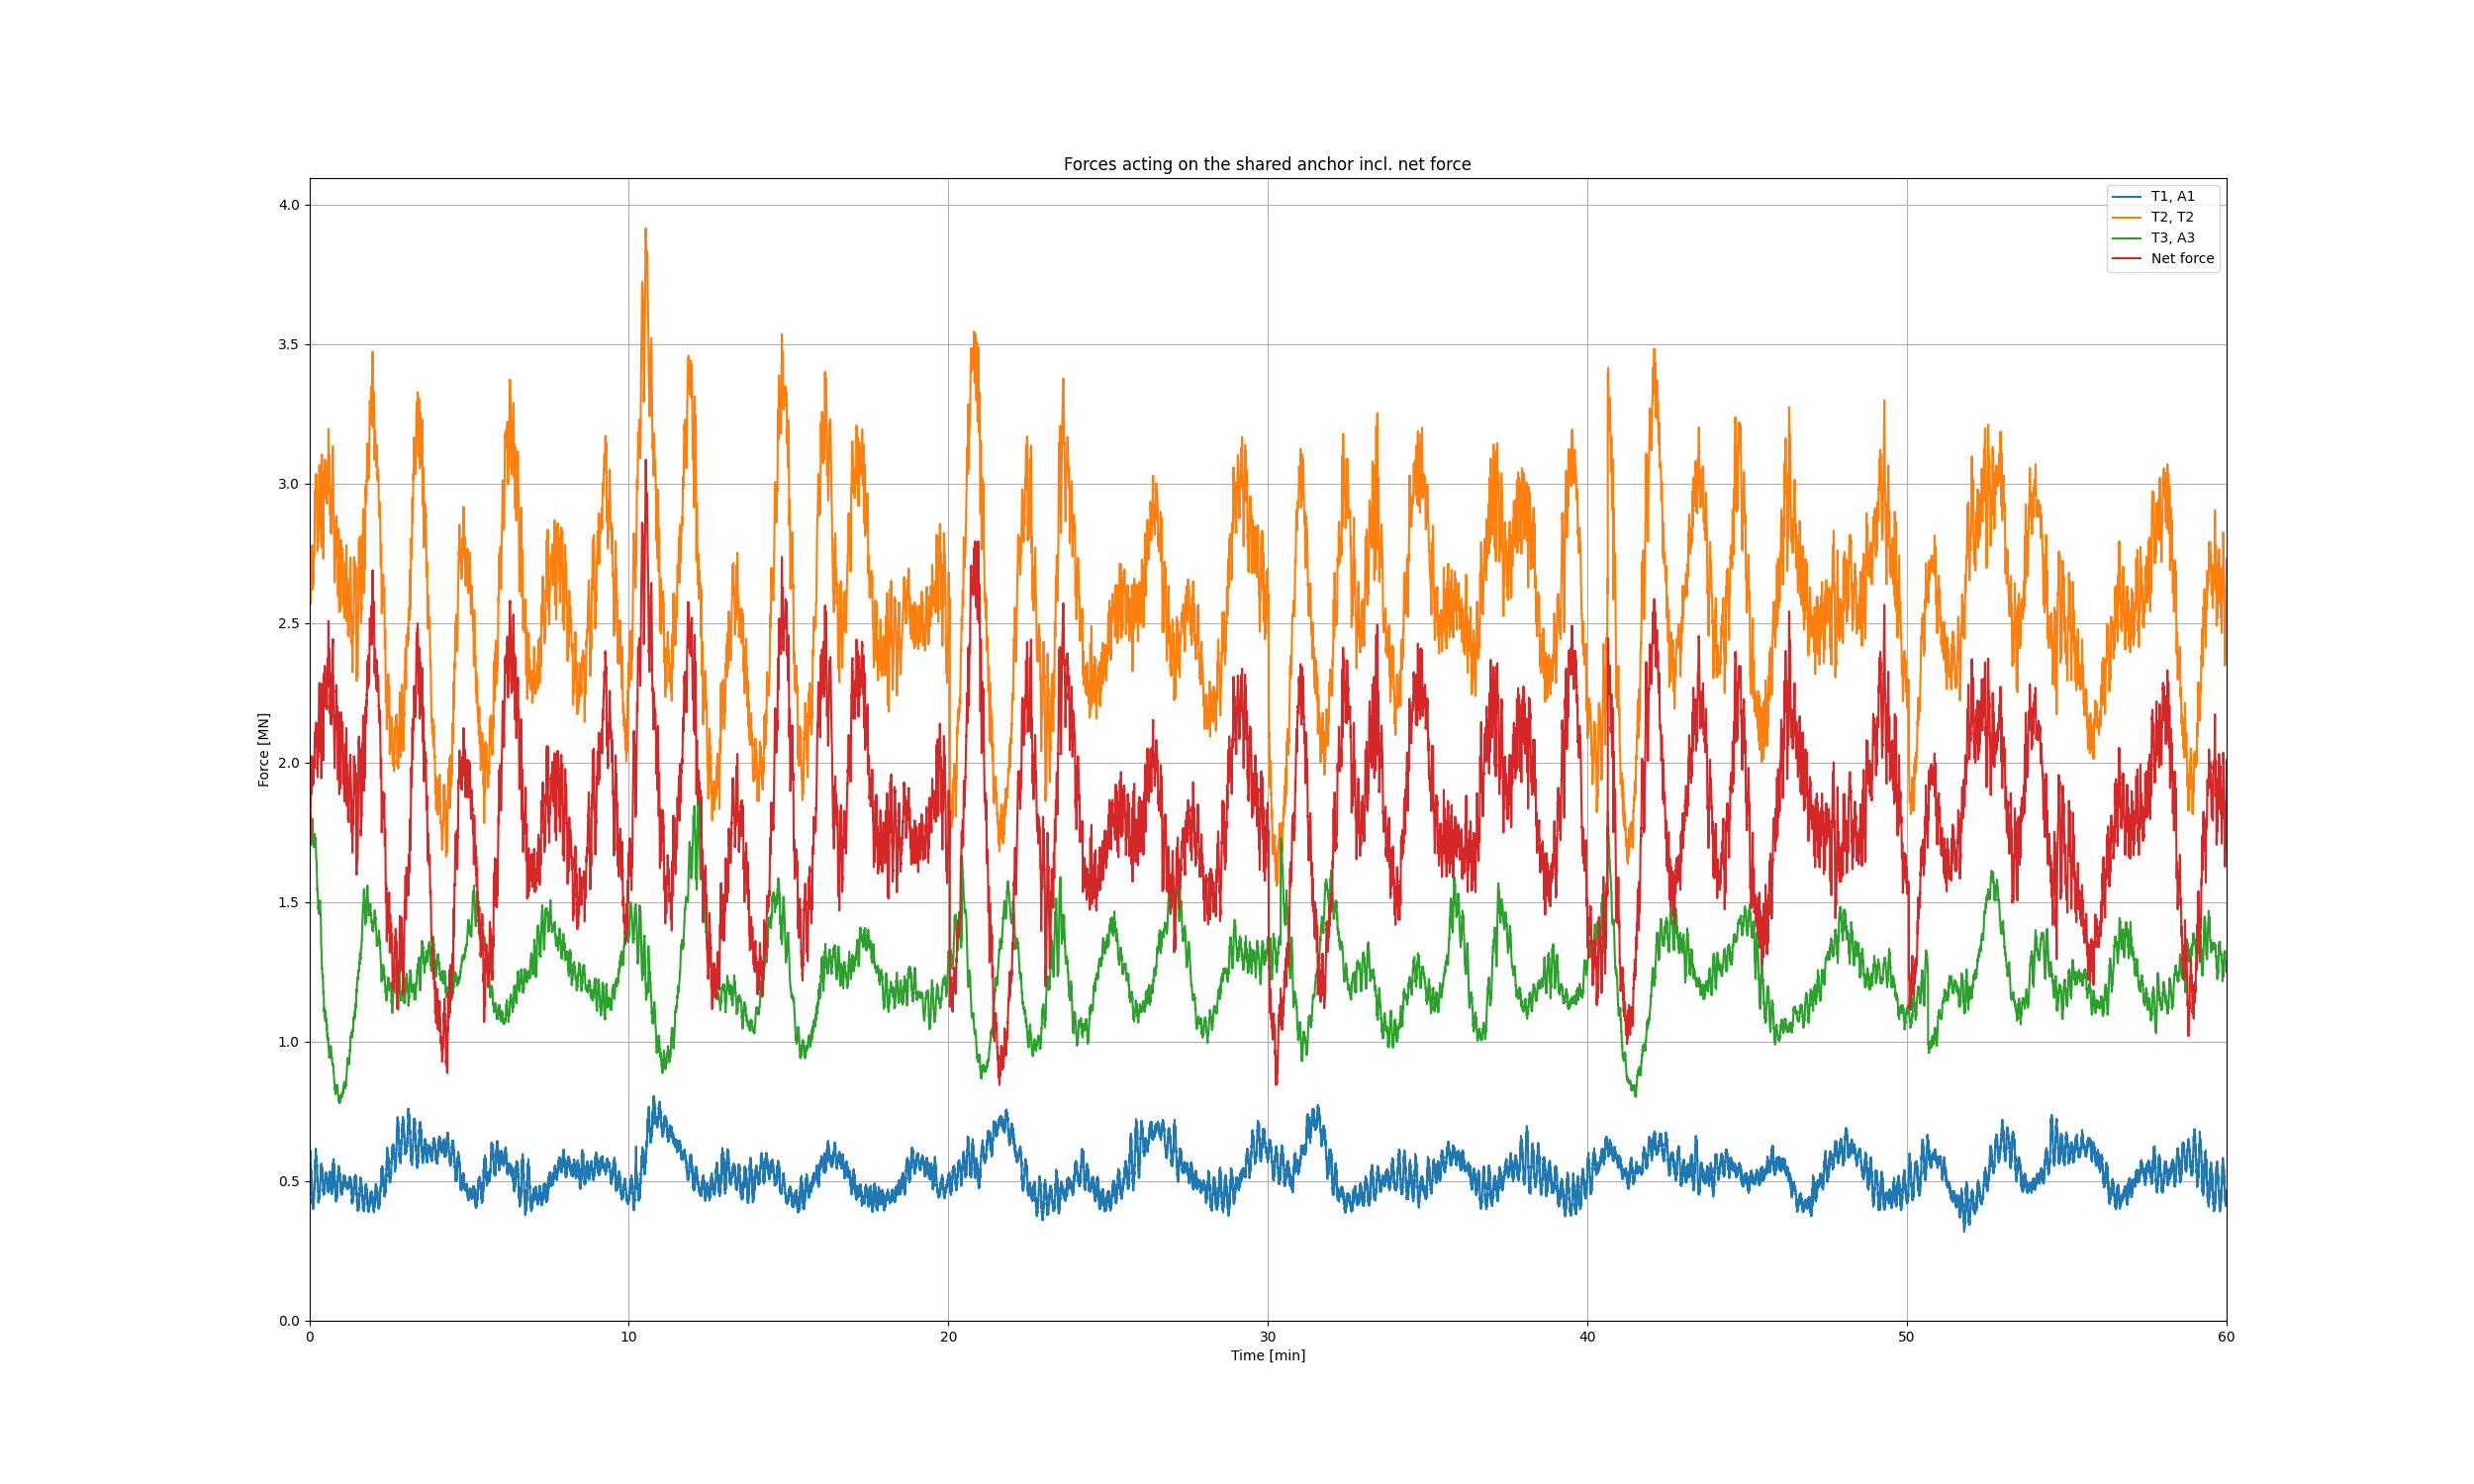 Forces acting on the shared anchor incl. net force
T1, A1
T2, T2
T3, A3
Net force
Force [MN]
4.0
3.5
3.0
2.5
2.0
1.5
1.0
0.5
0.0
0 10 20 30 40 50 60
Time [min]